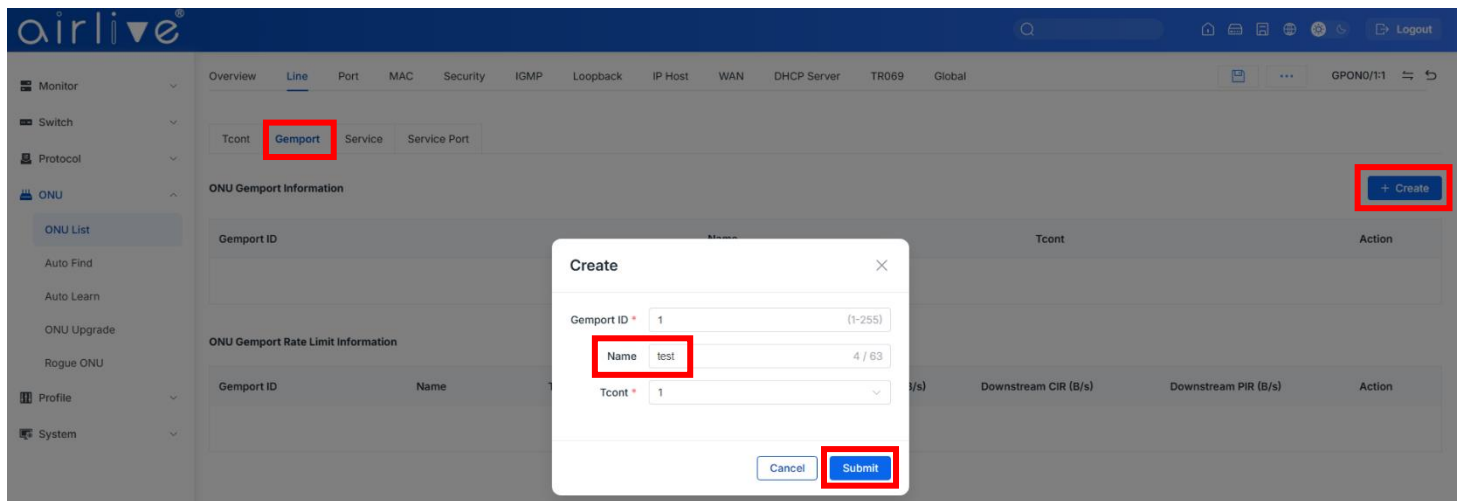 airlive®
Logout
Monitor
Switch
Protocol
ONU
ONU List
Auto Find
Auto Learn
ONU Upgrade
Rogue ONU
Profile
System
Overview Line Port MAC Security IGMP Loopback IP Host WAN DHCP Server TR069 Global ... GPON0/1:1
Tcont Gemport Service Service Port
ONU Gemport Information
+ Create
Gemport ID Name Tcont Action
ONU Gemport Rate Limit Information
Gemport ID Name Downstream CIR (B/s) Downstream PIR (B/s) Action
Create
Gemport ID * 1 (1-255)
Name test 4 / 63
Tcont * 1
Cancel Submit